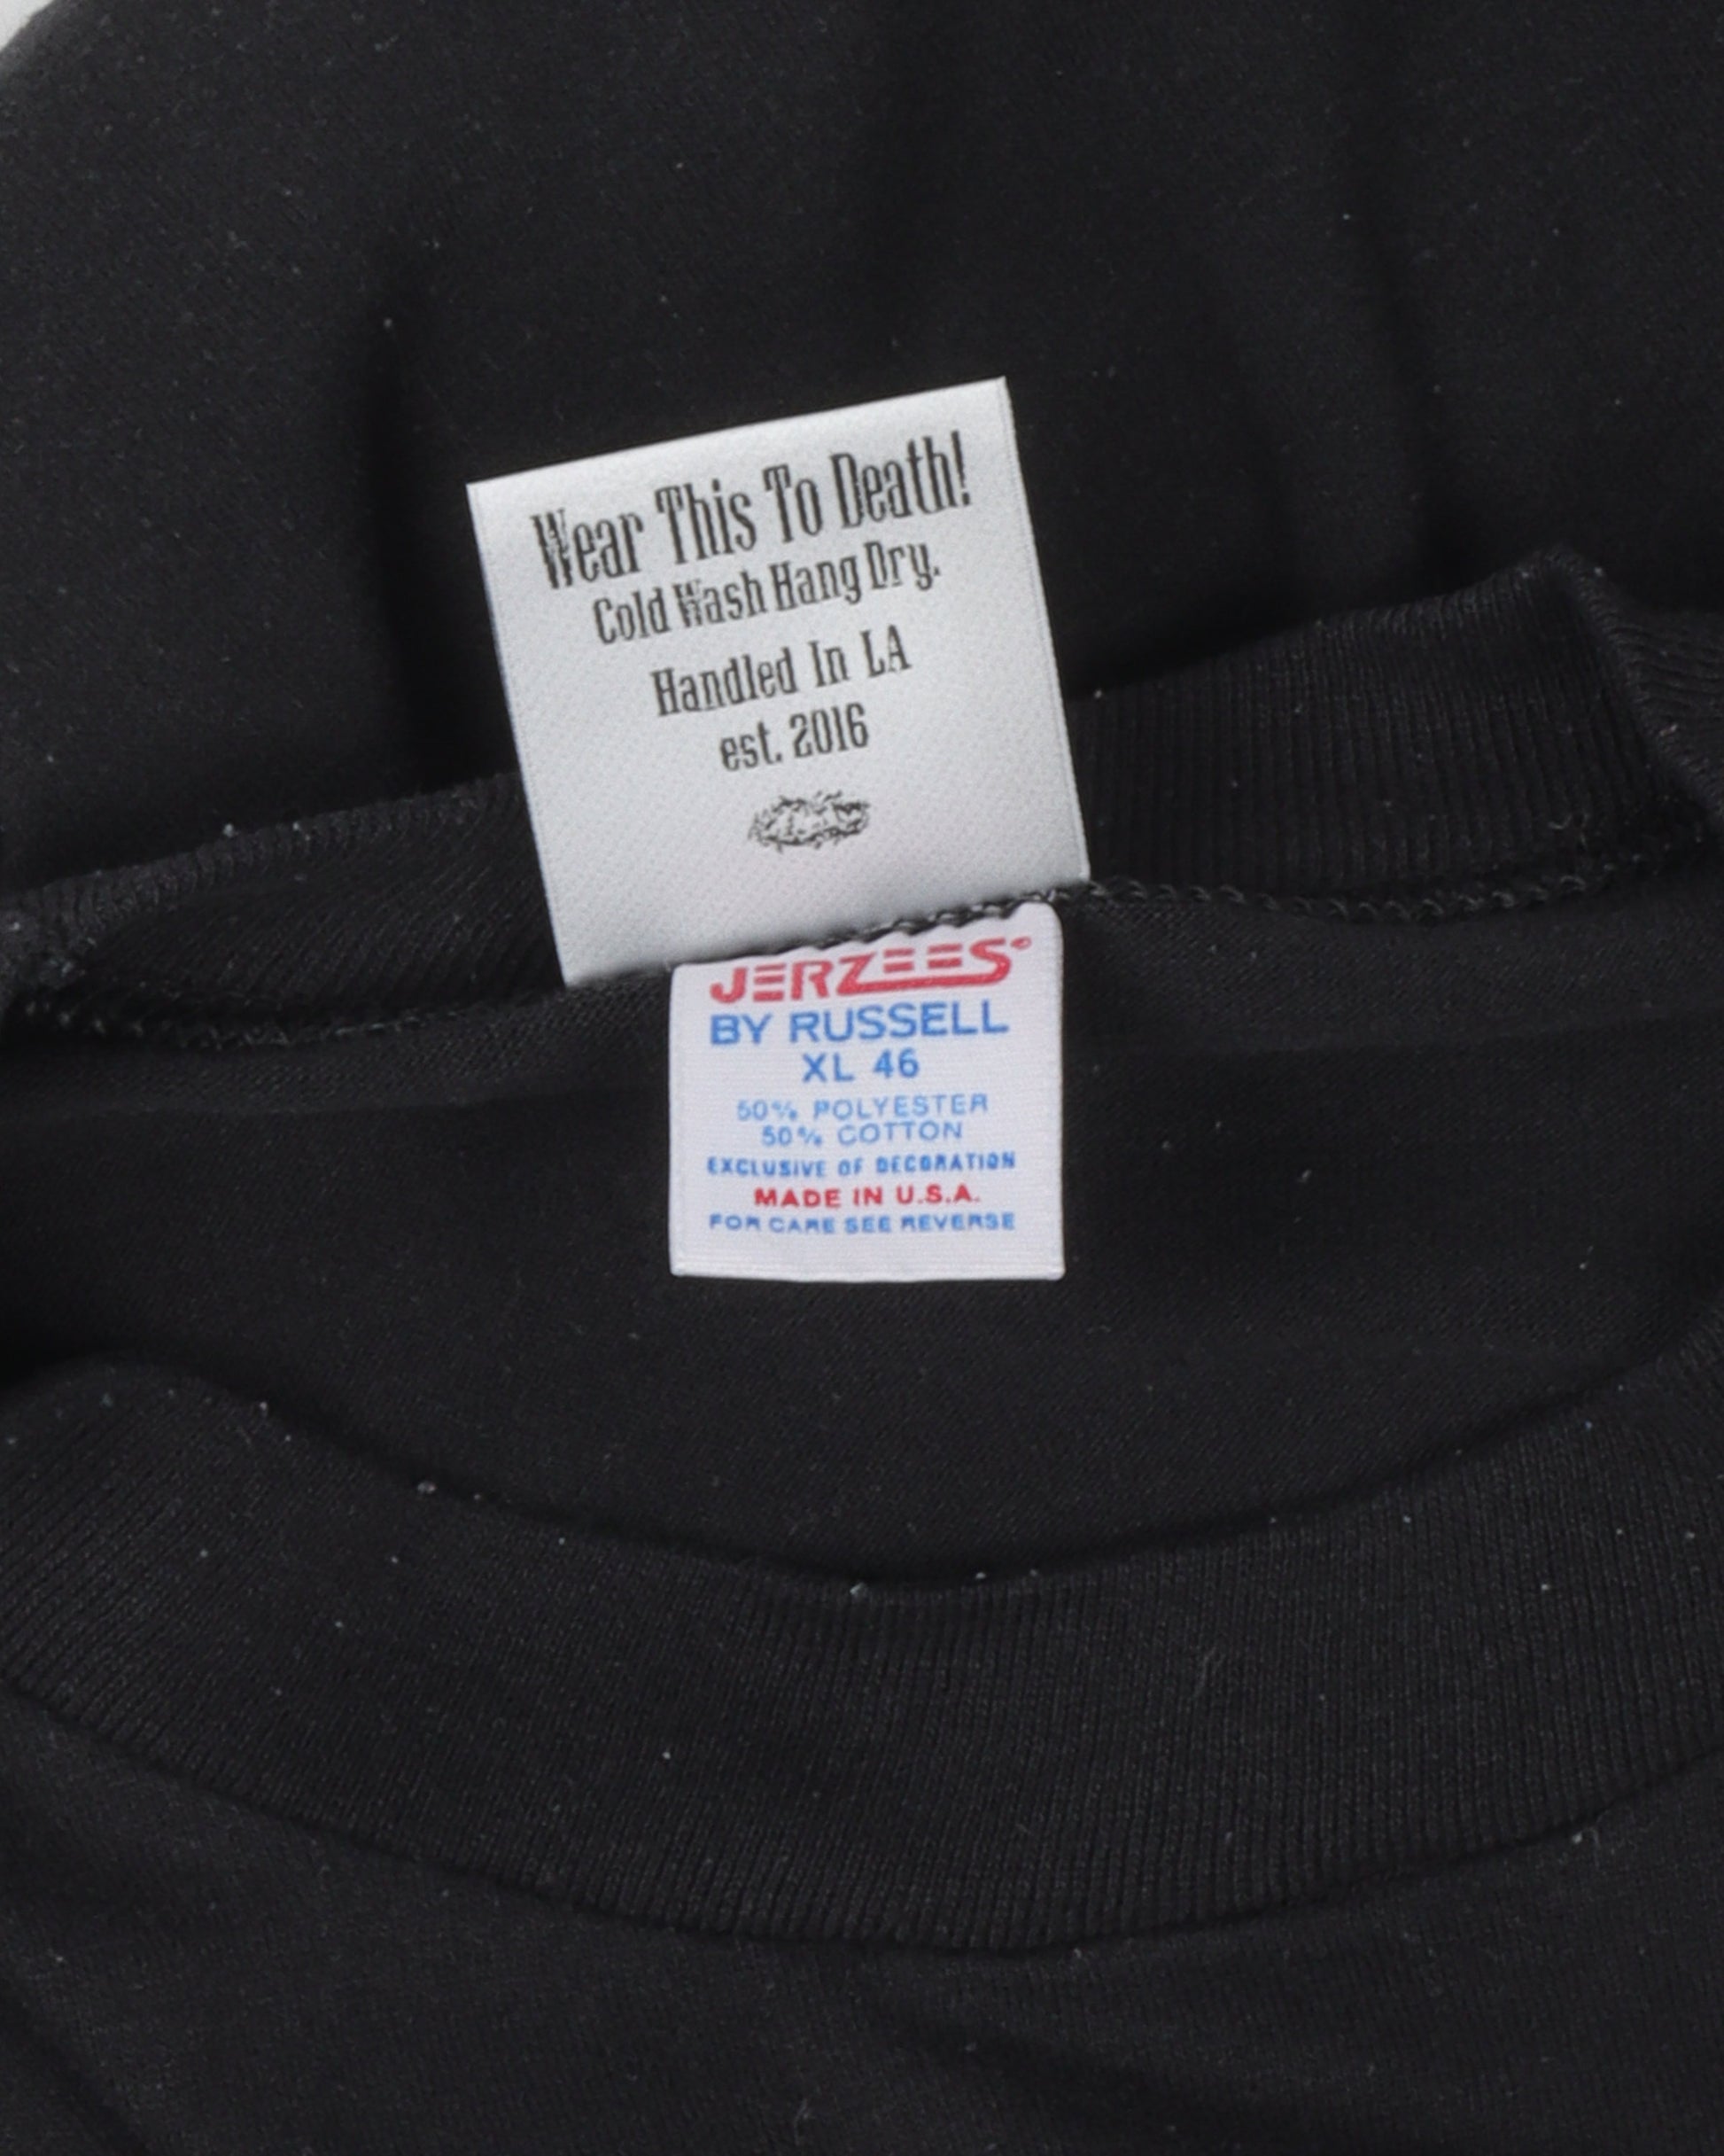 Wear This To Death!
Cold Wash Hang Dry.
Handled In LA
est. 2016
JERZEES®
BY RUSSELL
XL 46
50% POLYESTER
50% COTTON
EXCLUSIVE OF DECORATION
MADE IN U.S.A.
FOR CARE SEE REVERSE